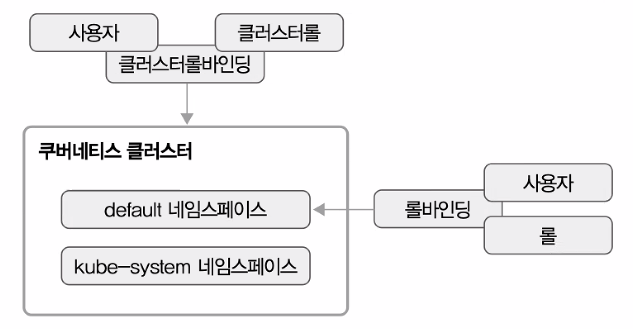 사용자
클러스터롤
클러스터롤바인딩
쿠버네티스 클러스터
default 네임스페이스
kube-system 네임스페이스
롤바인딩
사용자
롤